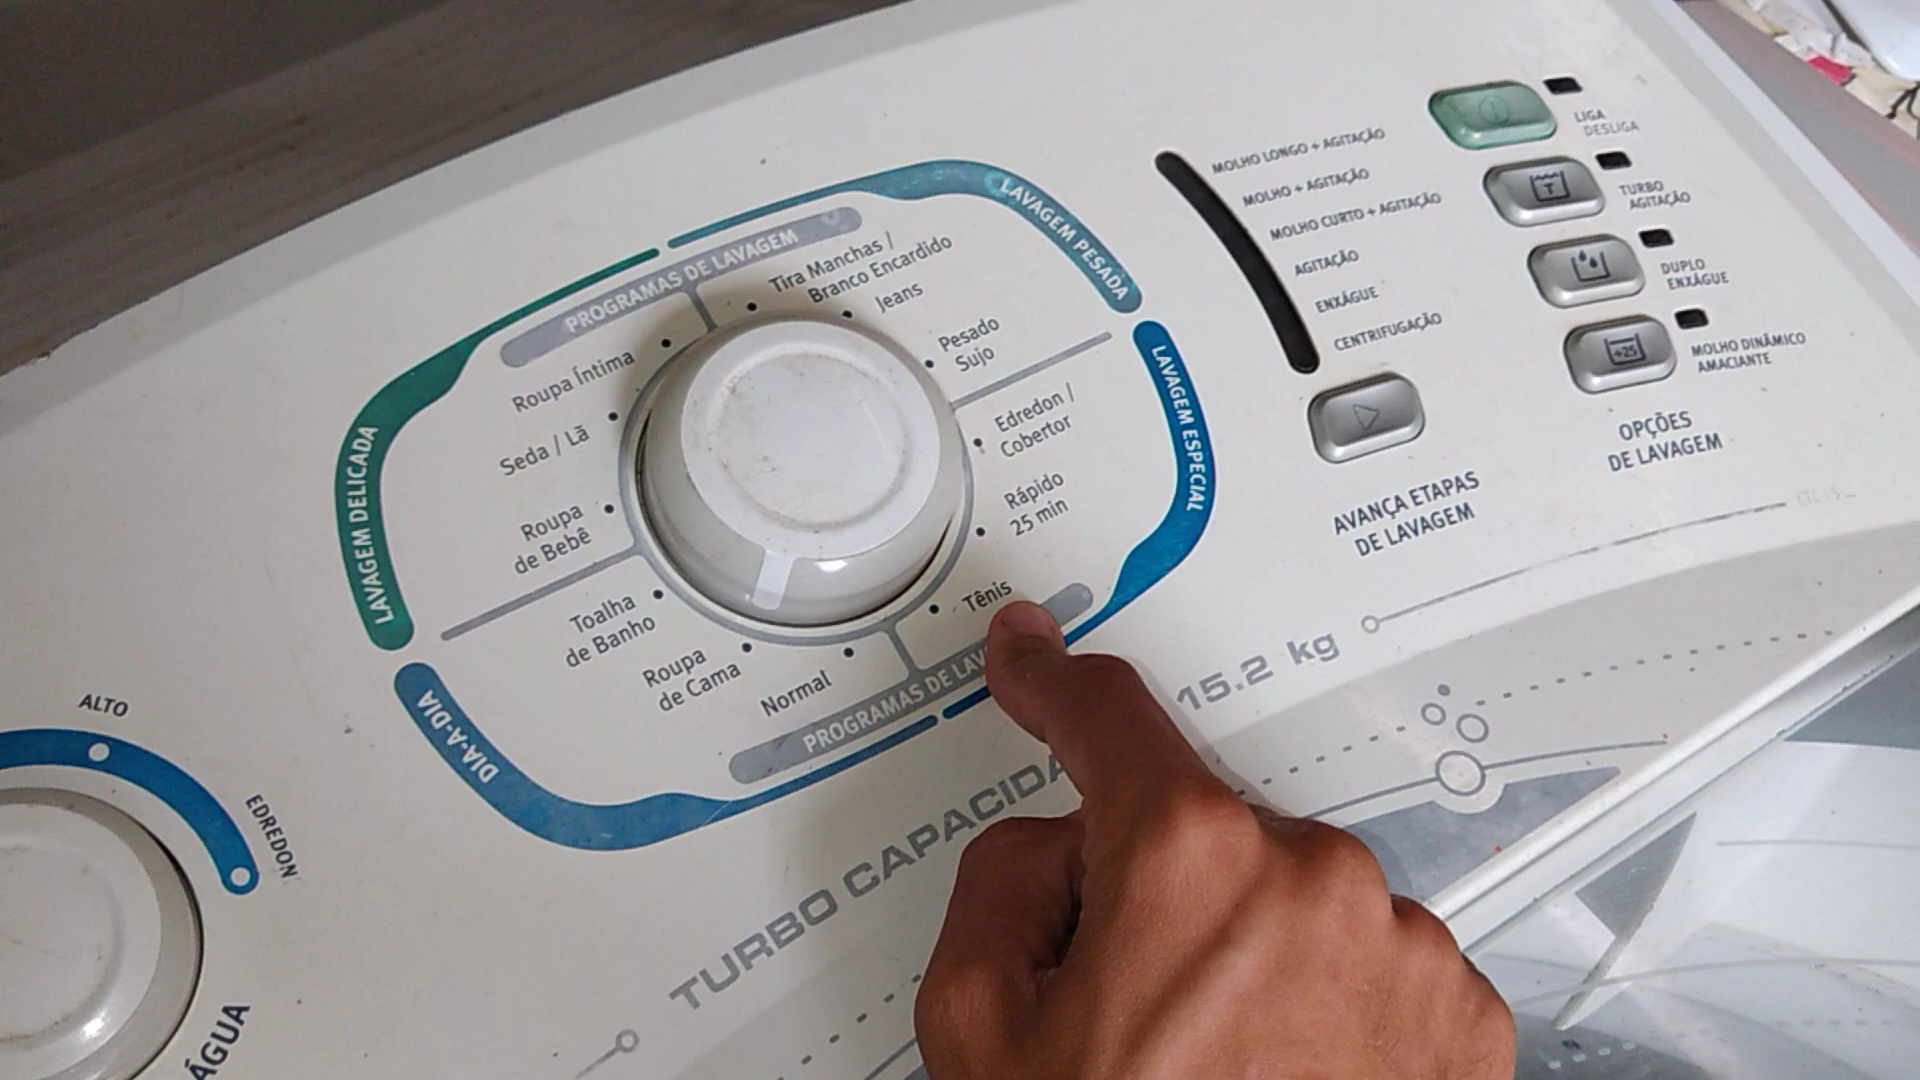 PROGRAMAS DE LAVAGEM
LAVAGEM PESADA
Tira Manchas /
Branco Encardido
Jeans
Pesado
Sujo
LAVAGEM ESPECIAL
Edredon /
Cobertor
Rápido
25 min
Tênis
LAVAGEM DELICADA
Roupa Íntima
Seda / Lã
Roupa
de Bebê
DIA-A-DIA
Toalha
de Banho
Roupa
de Cama
Normal
PROGRAMAS DE LAV
MOLHO LONGO + AGITAÇÃO
MOLHO + AGITAÇÃO
MOLHO CURTO + AGITAÇÃO
AGITAÇÃO
ENXÁGUE
CENTRIFUGAÇÃO
AVANÇA ETAPAS
DE LAVAGEM
LIGA
DESLIGA
T
TURBO
AGITAÇÃO
DUPLO
ENXÁGUE
+25
MOLHO DINÂMICO
AMACIANTE
OPÇÕES
DE LAVAGEM
ALTO
EDREDON
ÁGUA
TURBO CAPACIDA
15.2 kg